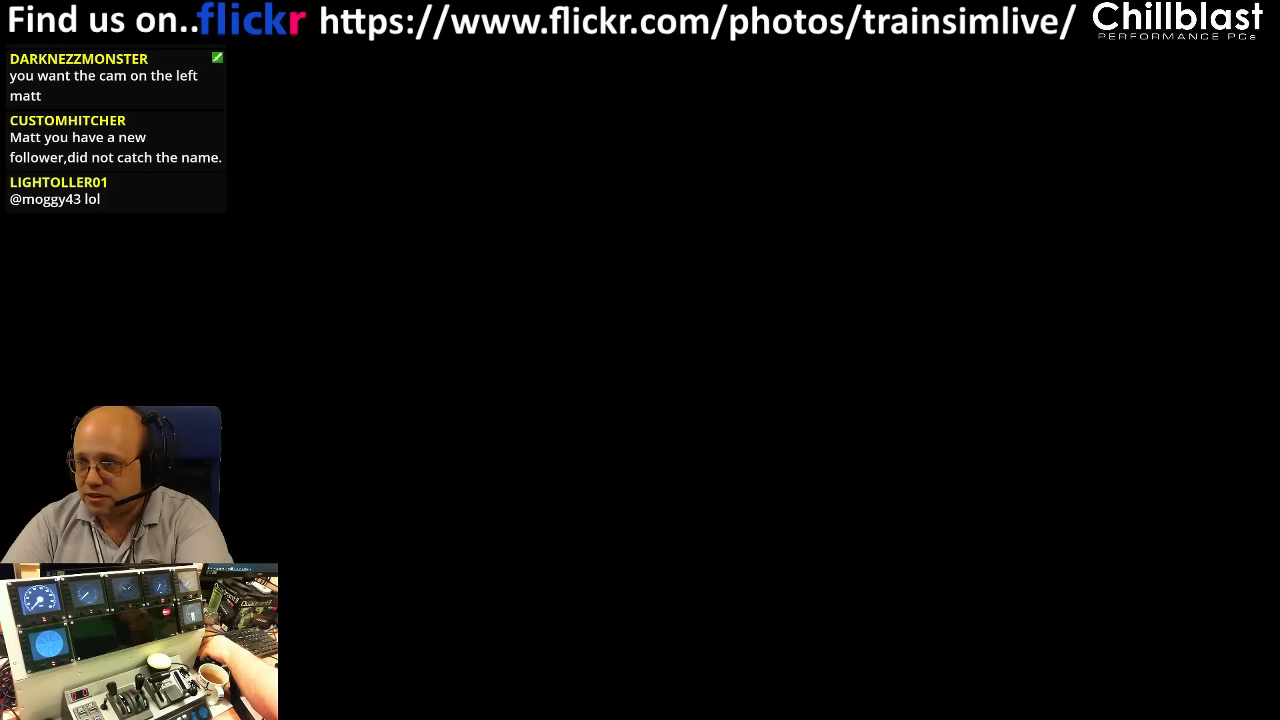 Find us on..flickr https://www.flickr.com/photos/trainsimlive/ Chillblast
PERFORMANCE PCs
DARKNEZZMONSTER
you want the cam on the left
matt
CUSTOMHITCHER
Matt you have a new
follower,did not catch the name.
LIGHTOLLER01
@moggy43 lol